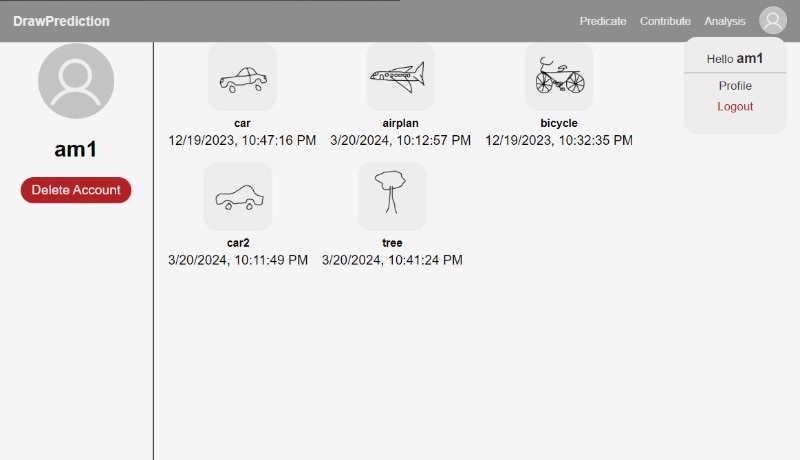 DrawPrediction
Predicate Contribute Analysis
Hello am1
Profile
Logout
am1
Delete Account
car
12/19/2023, 10:47:16 PM
airplan
3/20/2024, 10:12:57 PM
bicycle
12/19/2023, 10:32:35 PM
car2
3/20/2024, 10:11:49 PM
tree
3/20/2024, 10:41:24 PM